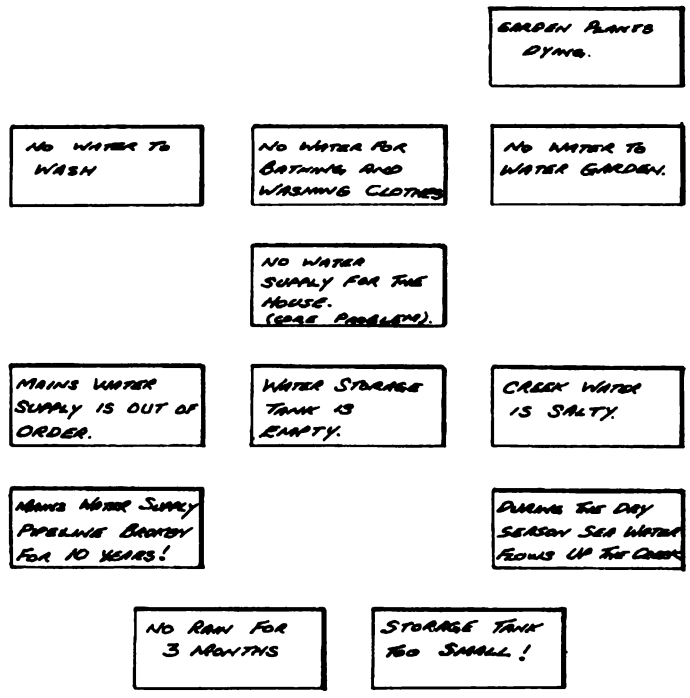 GARDEN PLANTS
DYING.
NO WATER TO
WASH
NO WATER FOR
BATHING AND
WASHING CLOTHES
NO WATER TO
WATER GARDEN.
NO WATER
SUPPLY FOR THE
HOUSE.
(CORE PROBLEM).
MAINS WATER
SUPPLY IS OUT OF
ORDER.
WATER STORAGE
TANK IS
EMPTY.
CREEK WATER
IS SALTY.
MAINS WATER SUPPLY
PIPELINE BROKEN
FOR 10 YEARS!
DURING THE DRY
SEASON SEA WATER
FLOWS UP THE CREEK
NO RAIN FOR
3 MONTHS
STORAGE TANK
TOO SMALL!